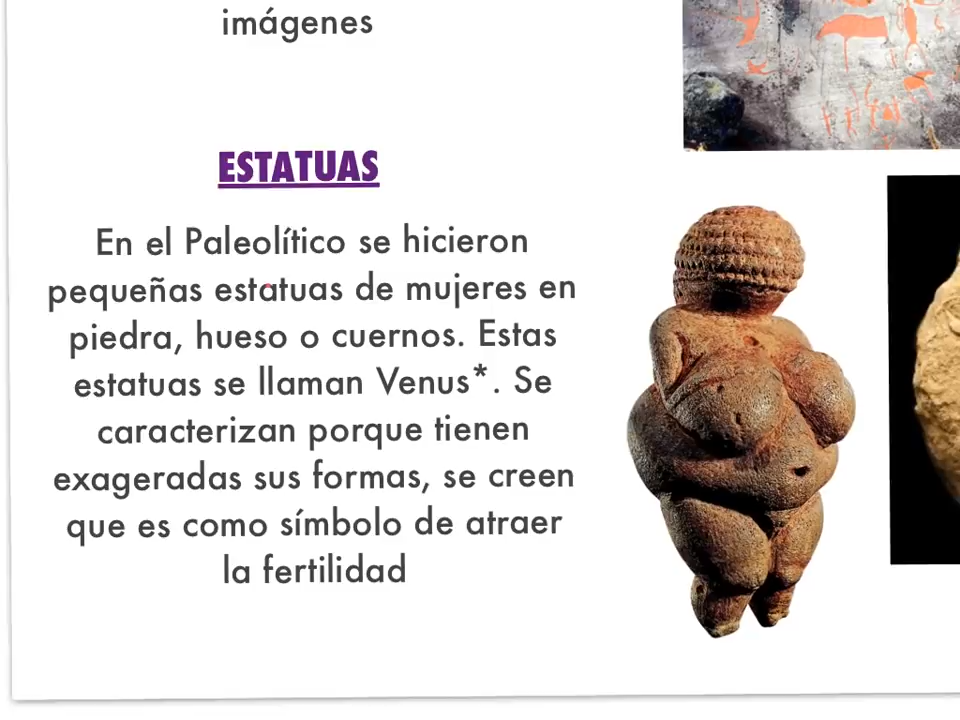 imágenes
ESTATUAS
En el Paleolítico se hicieron
pequeñas estatuas de mujeres en
piedra, hueso o cuernos. Estas
estatuas se llaman Venus*. Se
caracterizan porque tienen
exageradas sus formas, se creen
que es como símbolo de atraer
la fertilidad